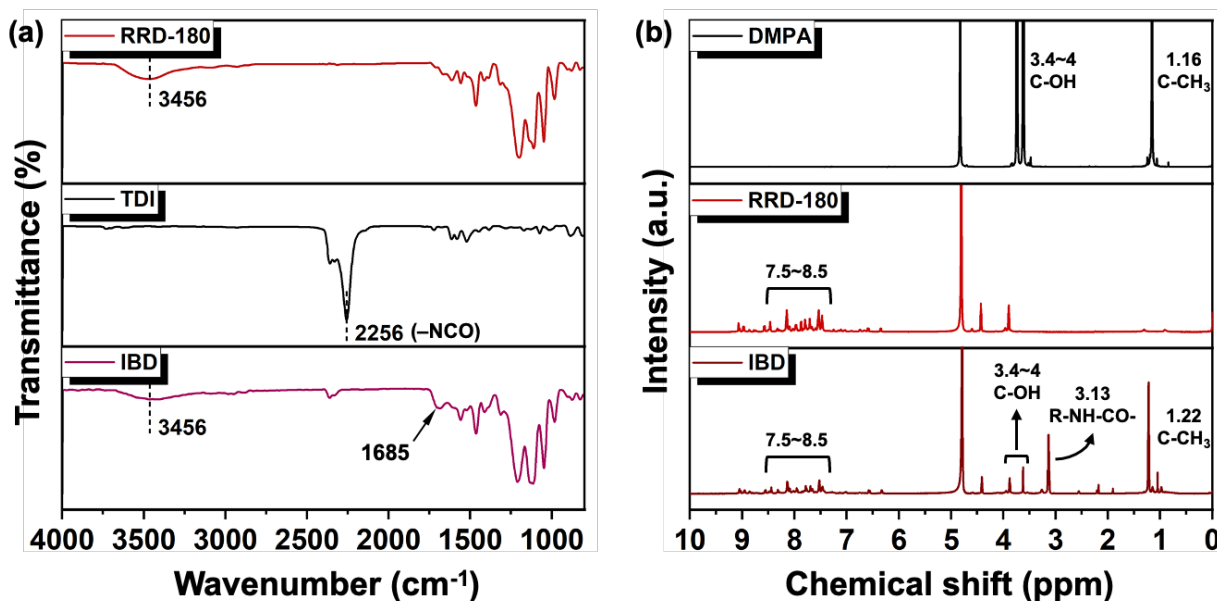 (a)
RRD-180
3456
TDI
2256 (–NCO)
IBD
3456
1685
Transmittance (%)
4000 3500 3000 2500 2000 1500 1000
Wavenumber (cm⁻¹)
(b)
DMPA
3.4~4
C-OH
1.16
C-CH₃
RRD-180
7.5~8.5
IBD
7.5~8.5
3.4~4
C-OH
3.13
R-NH-CO-
1.22
C-CH₃
Intensity (a.u.)
10 9 8 7 6 5 4 3 2 1 0
Chemical shift (ppm)